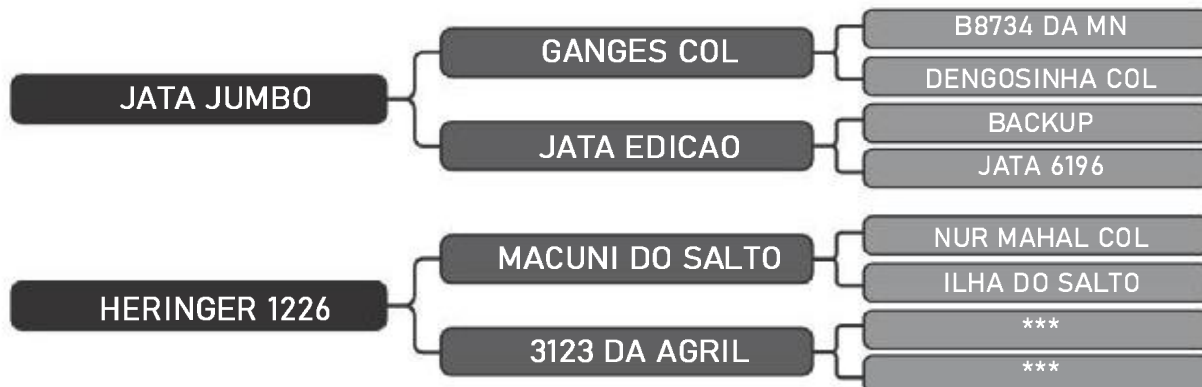 B8734 DA MN
GANGES COL
DENGOSINHA COL
JATA JUMBO
BACKUP
JATA EDICAO
JATA 6196
NUR MAHAL COL
MACUNI DO SALTO
ILHA DO SALTO
HERINGER 1226
***
3123 DA AGRIL
***